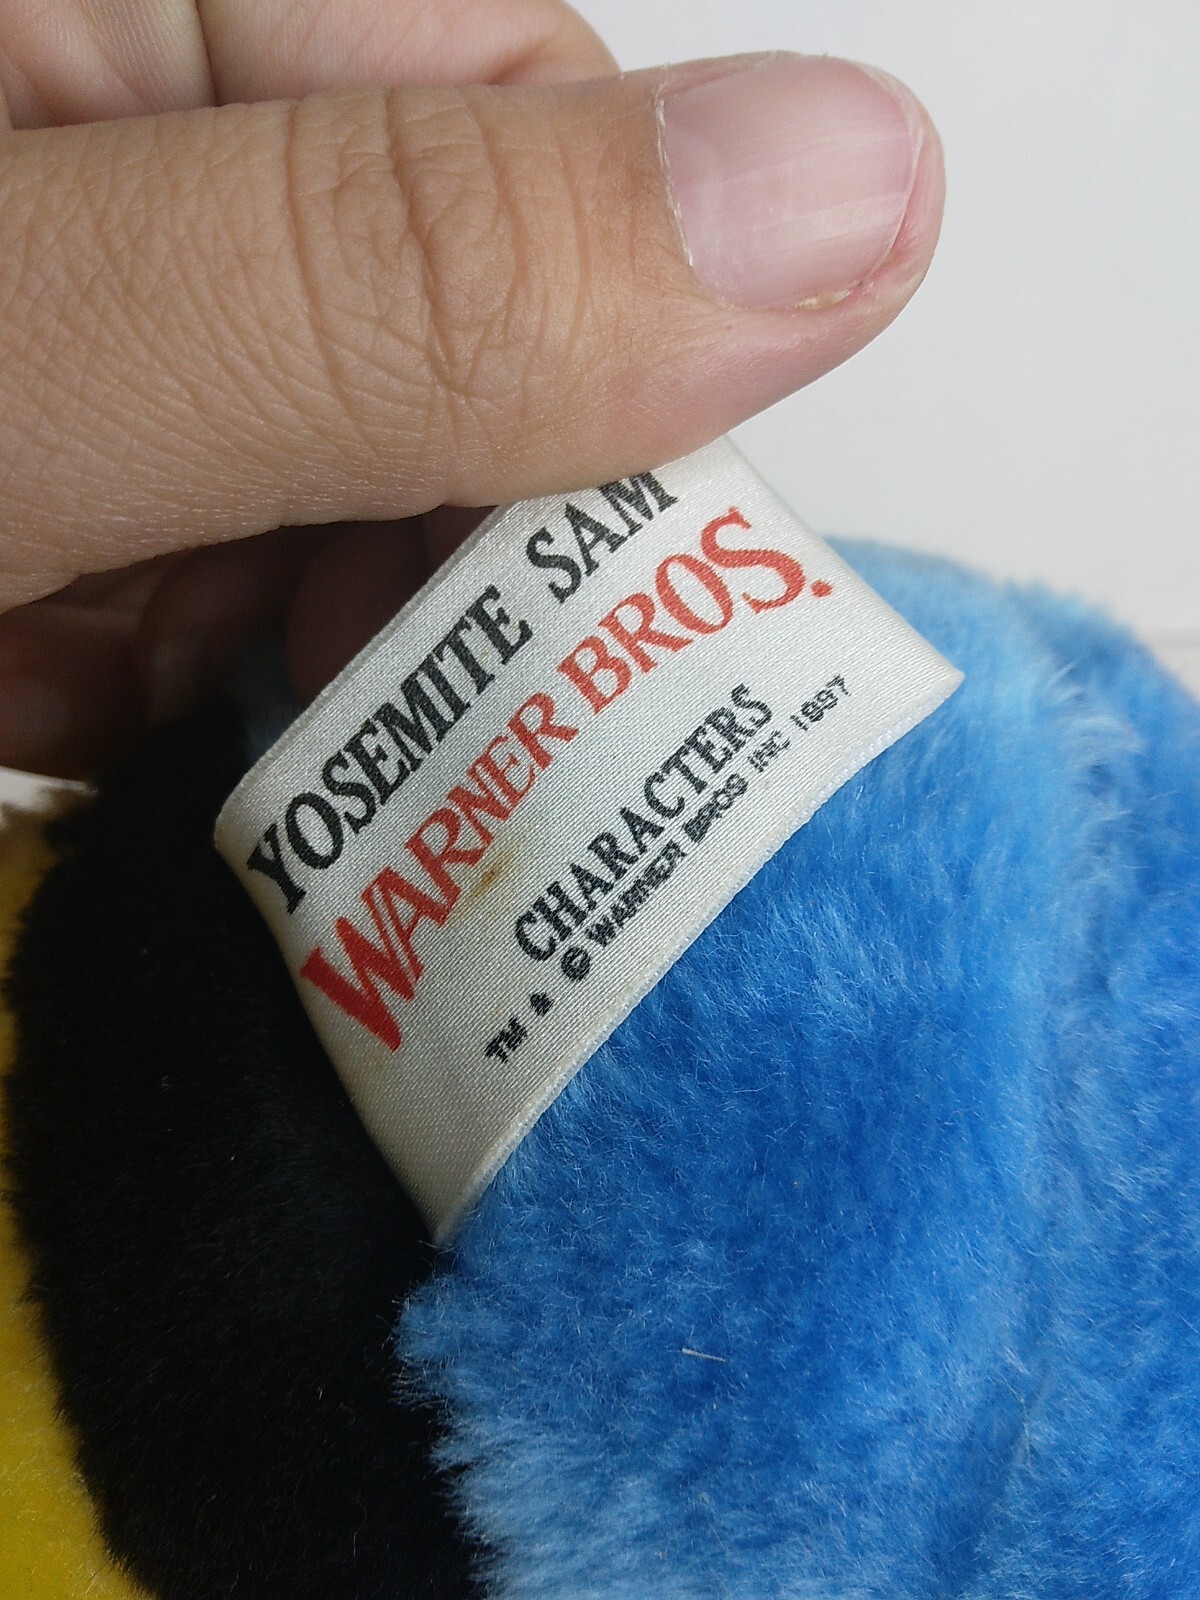 YOSEMITE SAM
WARNER BROS.
CHARACTERS
TM & © WARNER BROS INC 1997